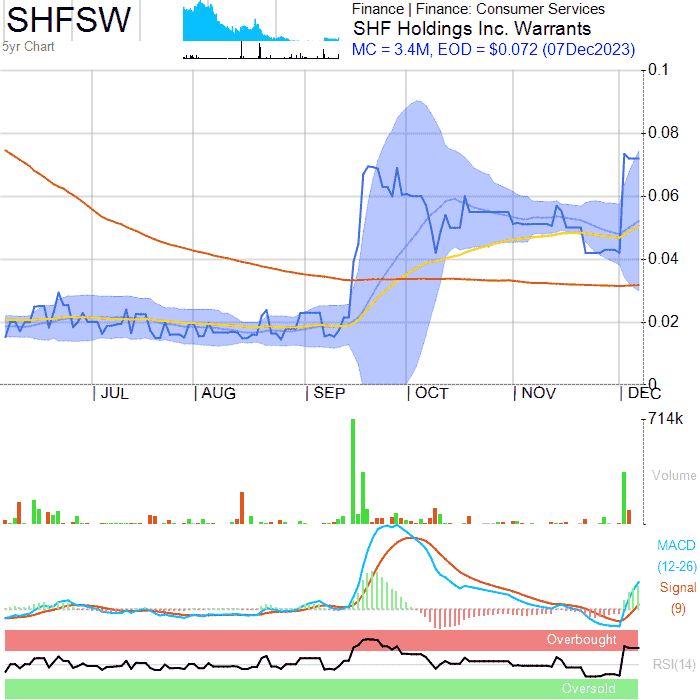 SHFSW
5yr Chart
Finance | Finance: Consumer Services
SHF Holdings Inc. Warrants
MC = 3.4M, EOD = $0.072 (07Dec2023)
0.1
0.08
0.06
0.04
0.02
0
JUL
AUG
SEP
OCT
NOV
DEC
714k
Volume
MACD
(12-26)
Signal
(9)
Overbought
RSI(14)
Oversold